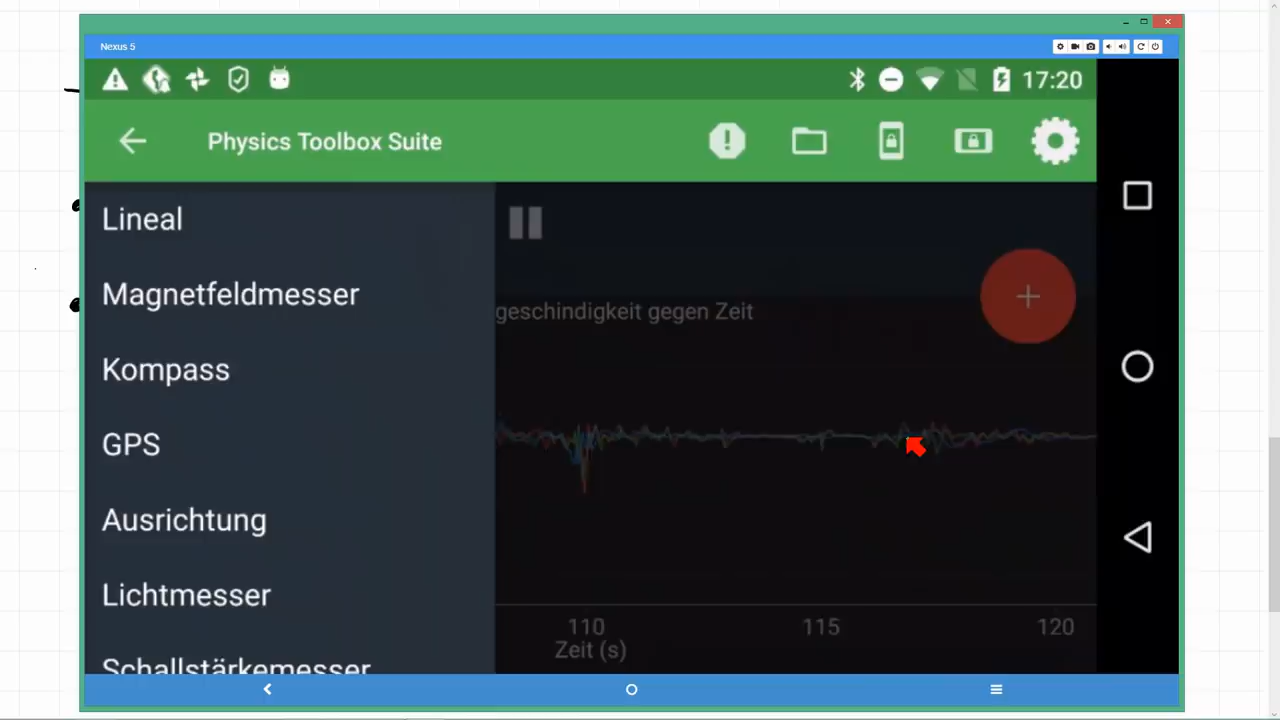 Nexus 5
17:20
Physics Toolbox Suite
Lineal
Magnetfeldmesser
Kompass
GPS
Ausrichtung
Lichtmesser
Schallstärkemesser
geschindigkeit gegen Zeit
110
115
120
Zeit (s)